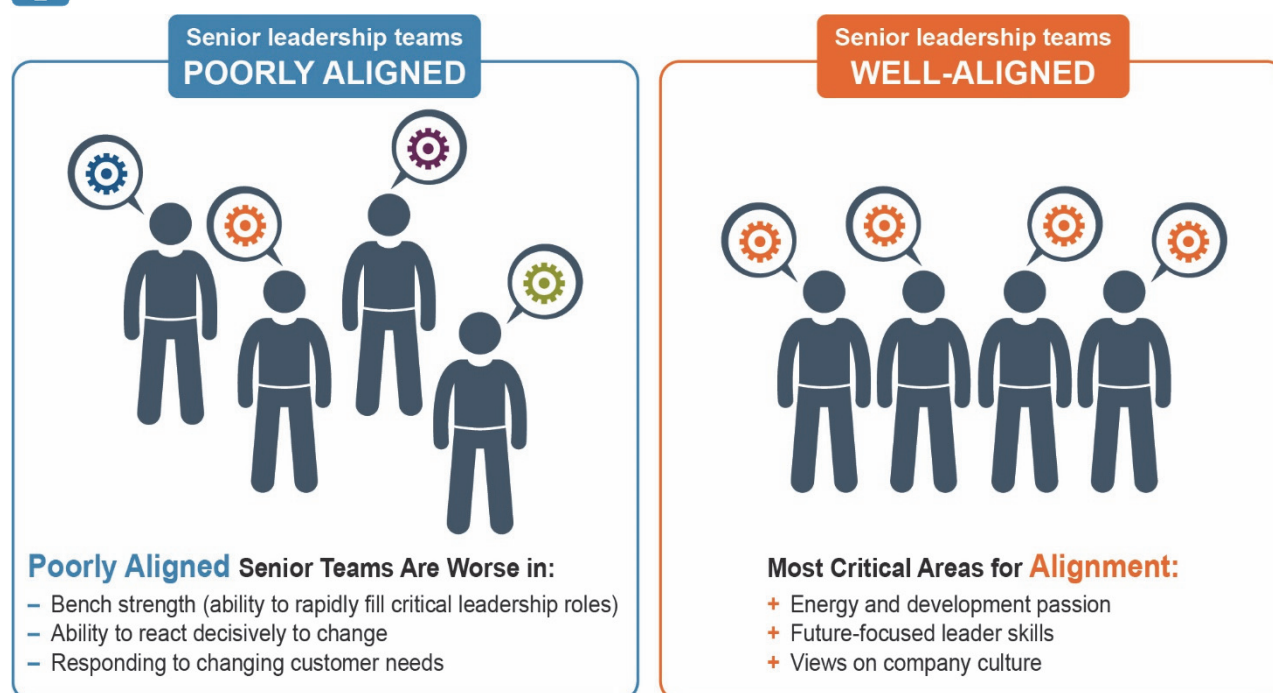 Senior leadership teams
POORLY ALIGNED
Poorly Aligned Senior Teams Are Worse in:
– Bench strength (ability to rapidly fill critical leadership roles)
– Ability to react decisively to change
– Responding to changing customer needs
Senior leadership teams
WELL-ALIGNED
Most Critical Areas for Alignment:
+ Energy and development passion
+ Future-focused leader skills
+ Views on company culture